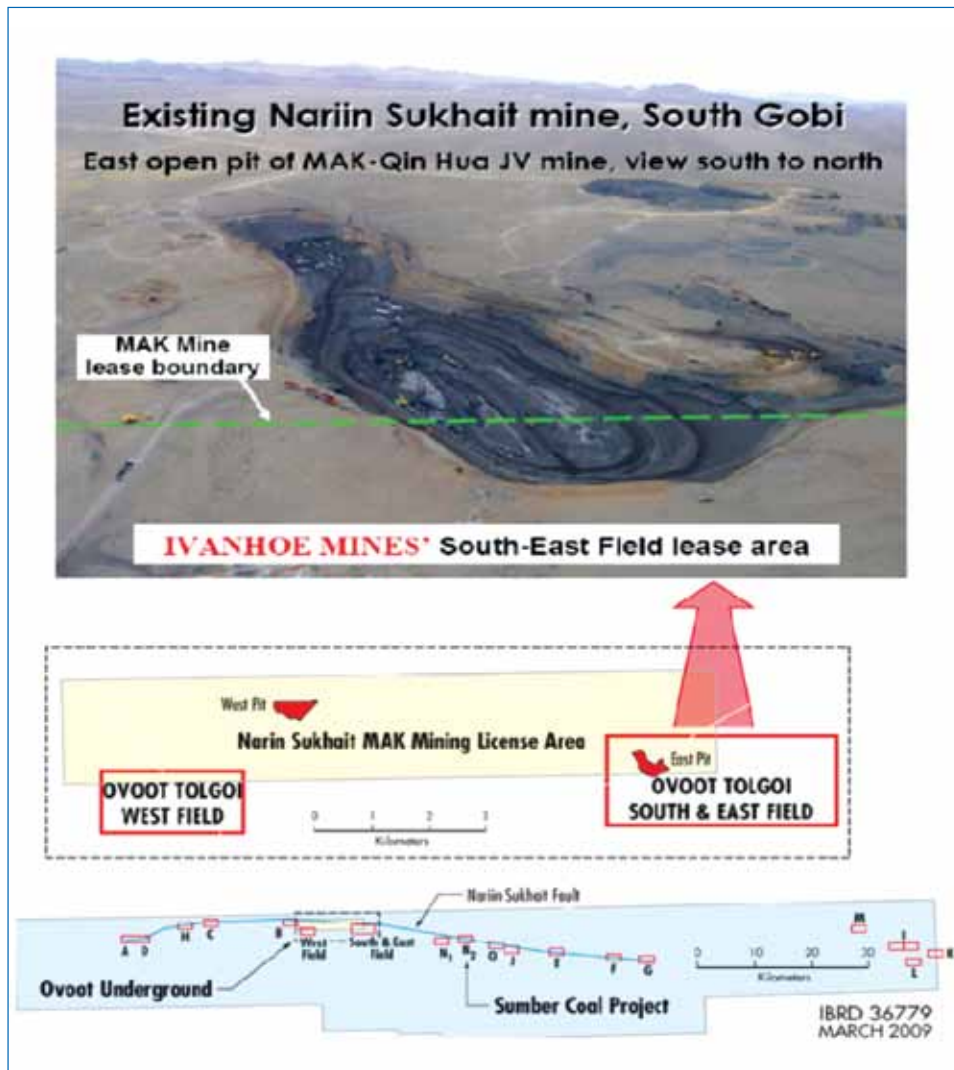 Existing Nariin Sukhait mine, South Gobi
East open pit of MAK-Qin Hua JV mine, view south to north
MAK Mine
lease boundary
IVANHOE MINES' South-East Field lease area
West Pit
Narin Sukhait MAK Mining License Area
East Pit
OVOOT TOLGOI
WEST FIELD
OVOOT TOLGOI
SOUTH & EAST FIELD
0 1 2 3
Kilometers
Nariin Sukhait Fault
A D H C B
West
Field
South & East
Field
N1 N2 O J E F G
M
I
K
L
0 10 20 30
Kilometers
Ovoot Underground
Sumber Coal Project
IBRD 36779
MARCH 2009